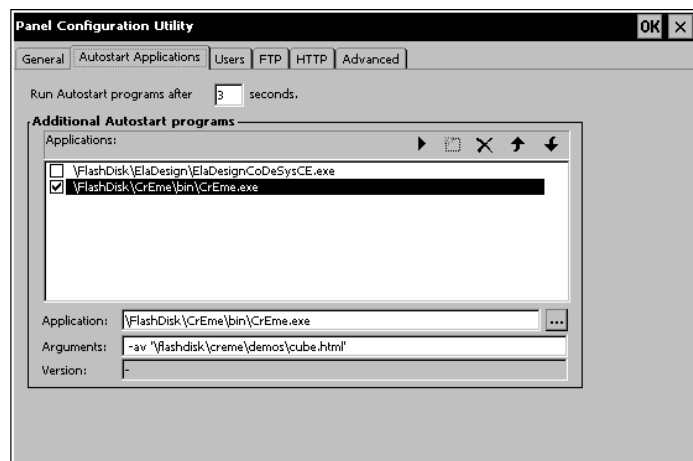 Panel Configuration Utility OK ×
General Autostart Applications Users FTP HTTP Advanced
Run Autostart programs after 3 seconds.
Additional Autostart programs
Applications:
\FlashDisk\ElaDesign\ElaDesignCoDeSysCE.exe
\FlashDisk\CrEme\bin\CrEme.exe
Application: \FlashDisk\CrEme\bin\CrEme.exe ...
Arguments: -av '\flashdisk\creme\demos\cube.html'
Version: -